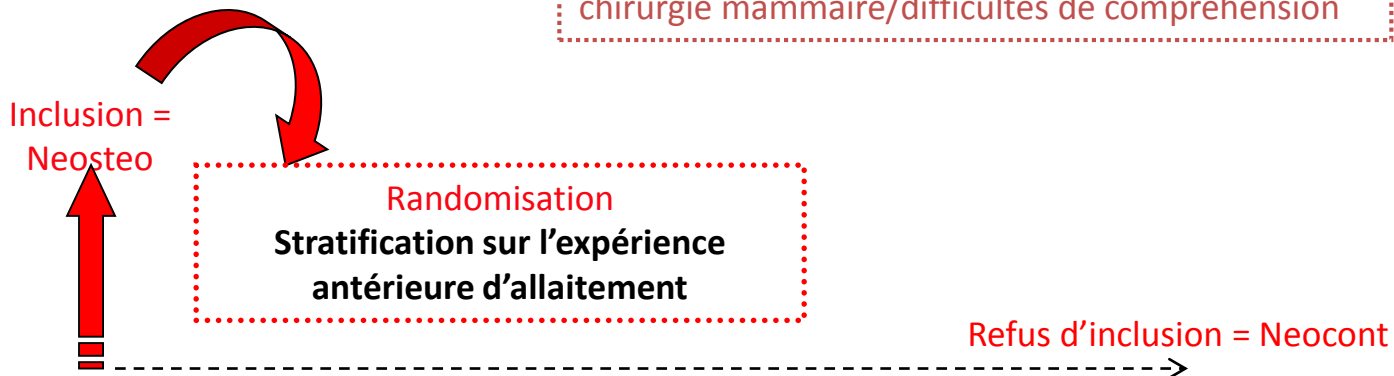 chirurgie mammaire/difficultés de compréhension
Inclusion =
Neosteo
Randomisation
Stratification sur l'expérience
antérieure d'allaitement
Refus d'inclusion = Neocont